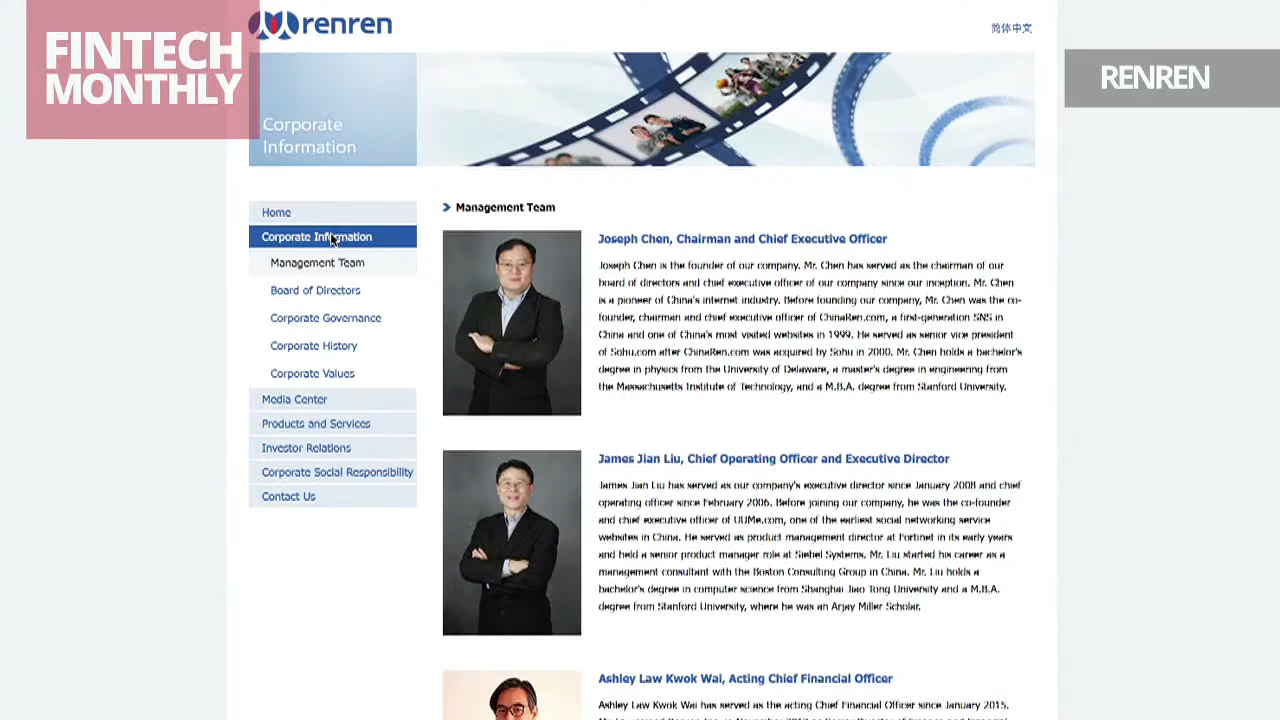 FINTECH
MONTHLY
renren
简体中文
RENREN
Corporate
Information
Home
Corporate Information
Management Team
Board of Directors
Corporate Governance
Corporate History
Corporate Values
Media Center
Products and Services
Investor Relations
Corporate Social Responsibility
Contact Us
Management Team
Joseph Chen, Chairman and Chief Executive Officer
Joseph Chen is the founder of our company. Mr. Chen has served as the chairman of our
board of directors and chief executive officer of our company since our inception. Mr. Chen
is a pioneer of China's internet industry. Before founding our company, Mr. Chen was the co-
founder, chairman and chief executive officer of ChinaRen.com, a first-generation SNS in
China and one of China's most visited websites in 1999. He served as senior vice president
of Sohu.com after ChinaRen.com was acquired by Sohu in 2000. Mr. Chen holds a bachelor's
degree in physics from the University of Delaware, a master's degree in engineering from
the Massachusetts Institute of Technology, and a M.B.A. degree from Stanford University.
James Jian Liu, Chief Operating Officer and Executive Director
James Jian Liu has served as our company's executive director since January 2008 and chief
operating officer since February 2006. Before joining our company, he was the co-founder
and chief executive officer of UUMe.com, one of the earliest social networking service
websites in China. He served as product management director at Fortinet in its early years
and held a senior product manager role at Siebel Systems. Mr. Liu started his career as a
management consultant with the Boston Consulting Group in China. Mr. Liu holds a
bachelor's degree in computer science from Shanghai Jiao Tong University and a M.B.A.
degree from Stanford University, where he was an Arjay Miller Scholar.
Ashley Law Kwok Wai, Acting Chief Financial Officer
Ashley Law Kwok Wai has served as the acting Chief Financial Officer since January 2015.